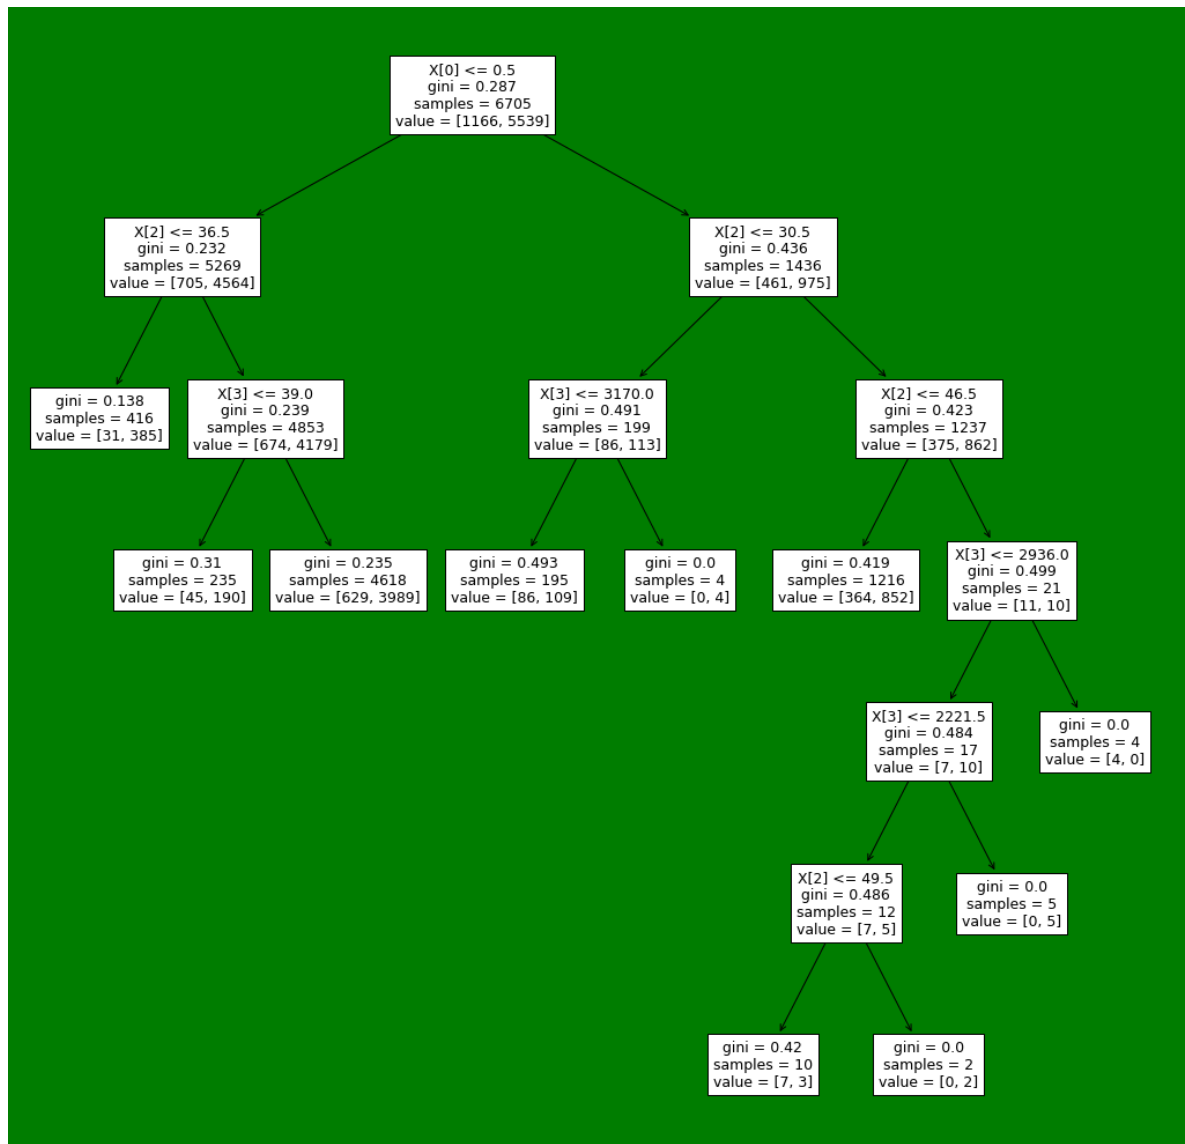 X[0] <= 0.5
gini = 0.287
samples = 6705
value = [1166, 5539]
X[2] <= 36.5
gini = 0.232
samples = 5269
value = [705, 4564]
X[2] <= 30.5
gini = 0.436
samples = 1436
value = [461, 975]
gini = 0.138
samples = 416
value = [31, 385]
X[3] <= 39.0
gini = 0.239
samples = 4853
value = [674, 4179]
X[3] <= 3170.0
gini = 0.491
samples = 199
value = [86, 113]
X[2] <= 46.5
gini = 0.423
samples = 1237
value = [375, 862]
gini = 0.31
samples = 235
value = [45, 190]
gini = 0.235
samples = 4618
value = [629, 3989]
gini = 0.493
samples = 195
value = [86, 109]
gini = 0.0
samples = 4
value = [0, 4]
gini = 0.419
samples = 1216
value = [364, 852]
X[3] <= 2936.0
gini = 0.499
samples = 21
value = [11, 10]
X[3] <= 2221.5
gini = 0.484
samples = 17
value = [7, 10]
gini = 0.0
samples = 4
value = [4, 0]
X[2] <= 49.5
gini = 0.486
samples = 12
value = [7, 5]
gini = 0.0
samples = 5
value = [0, 5]
gini = 0.42
samples = 10
value = [7, 3]
gini = 0.0
samples = 2
value = [0, 2]